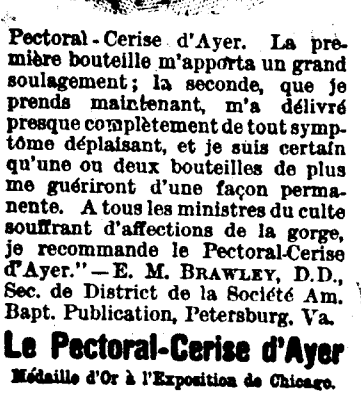 Pectoral-Cerise d'Ayer. La pre-
mière bouteille m'apporta un grand
soulagement; la seconde, que je
prends maintenant, m'a délivré
presque complètement de tout symp-
tôme déplaisant, et je suis certain
qu'une ou deux bouteilles de plus
me guériront d'une façon perma-
nente. A tous les ministres du culte
souffrant d'affections de la gorge,
je recommande le Pectoral-Cerise
d'Ayer."—E. M. BRAWLEY, D.D.,
Sec. de District de la Société Am.
Bapt. Publication, Petersburg, Va.
Le Pectoral-Cerise d'Ayer
Médaille d'Or à l'Exposition de Chicago.